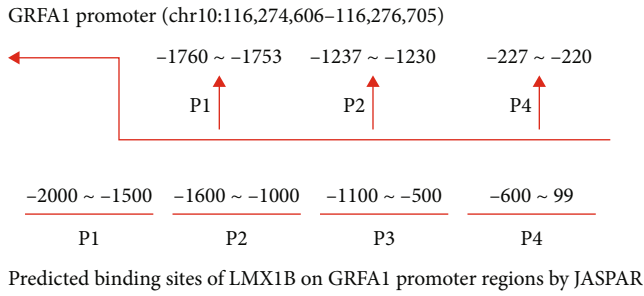 GRFA1 promoter (chr10:116,274,606–116,276,705)
–1760 ~ –1753 –1237 ~ –1230 –227 ~ –220
P1 P2 P4
–2000 ~ –1500 –1600 ~ –1000 –1100 ~ –500 –600 ~ 99
P1 P2 P3 P4
Predicted binding sites of LMX1B on GRFA1 promoter regions by JASPAR